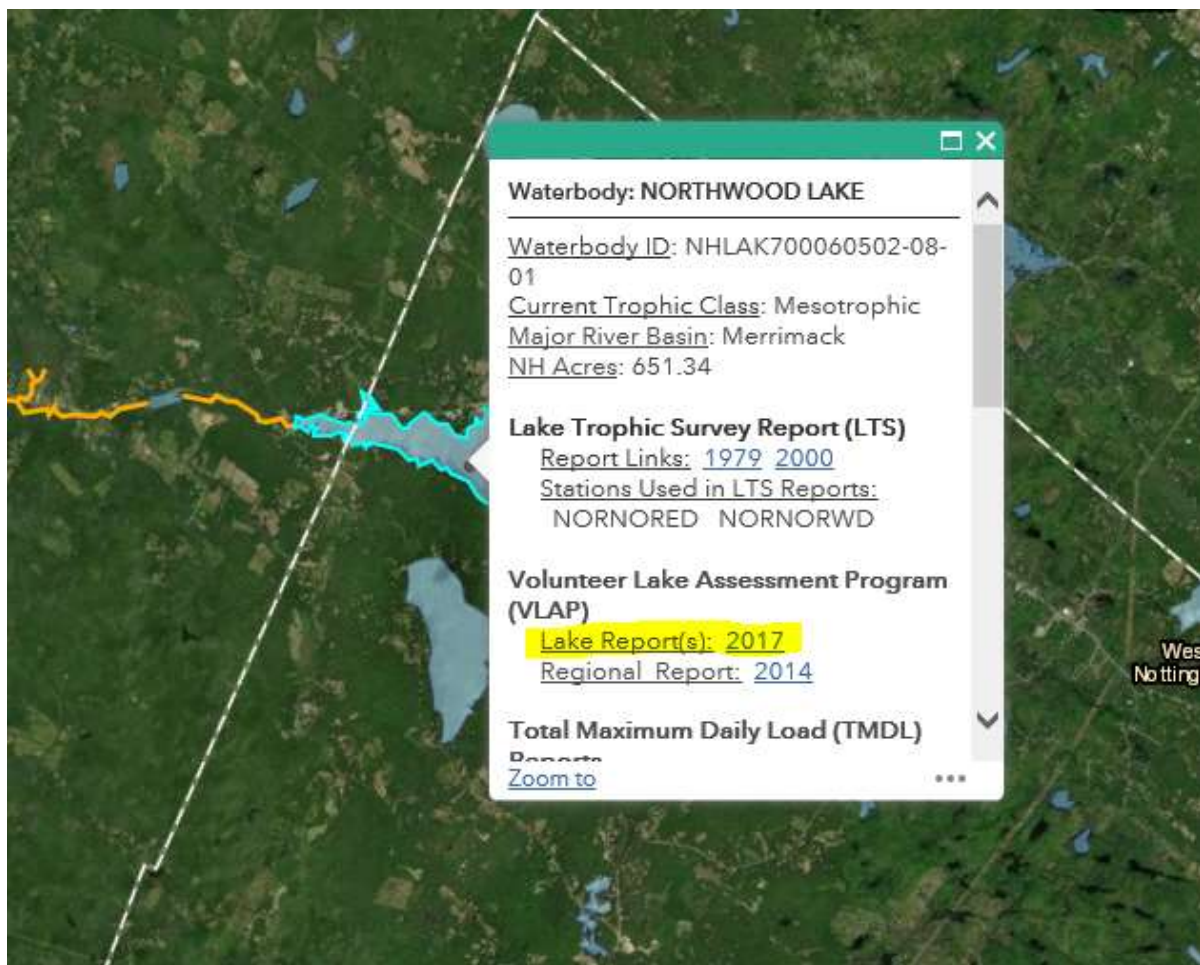 Waterbody: NORTHWOOD LAKE
Waterbody ID: NHLAK700060502-08-
01
Current Trophic Class: Mesotrophic
Major River Basin: Merrimack
NH Acres: 651.34
Lake Trophic Survey Report (LTS)
Report Links: 1979 2000
Stations Used in LTS Reports:
NORNORED NORNORWD
Volunteer Lake Assessment Program
(VLAP)
Lake Report(s): 2017
Regional Report: 2014
Total Maximum Daily Load (TMDL)
Reports
Zoom to
Wes
Notting